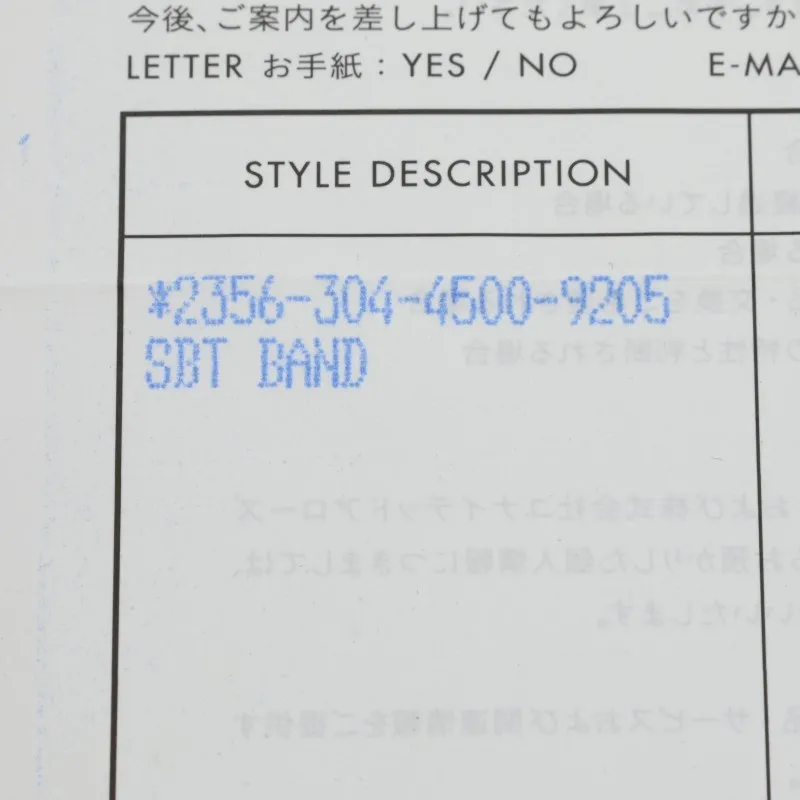 今後、ご案内を差し上げてもよろしいですか
LETTER お手紙：YES / NO E-MA
STYLE DESCRIPTION
*2356-304-4500-9205
SBT BAND